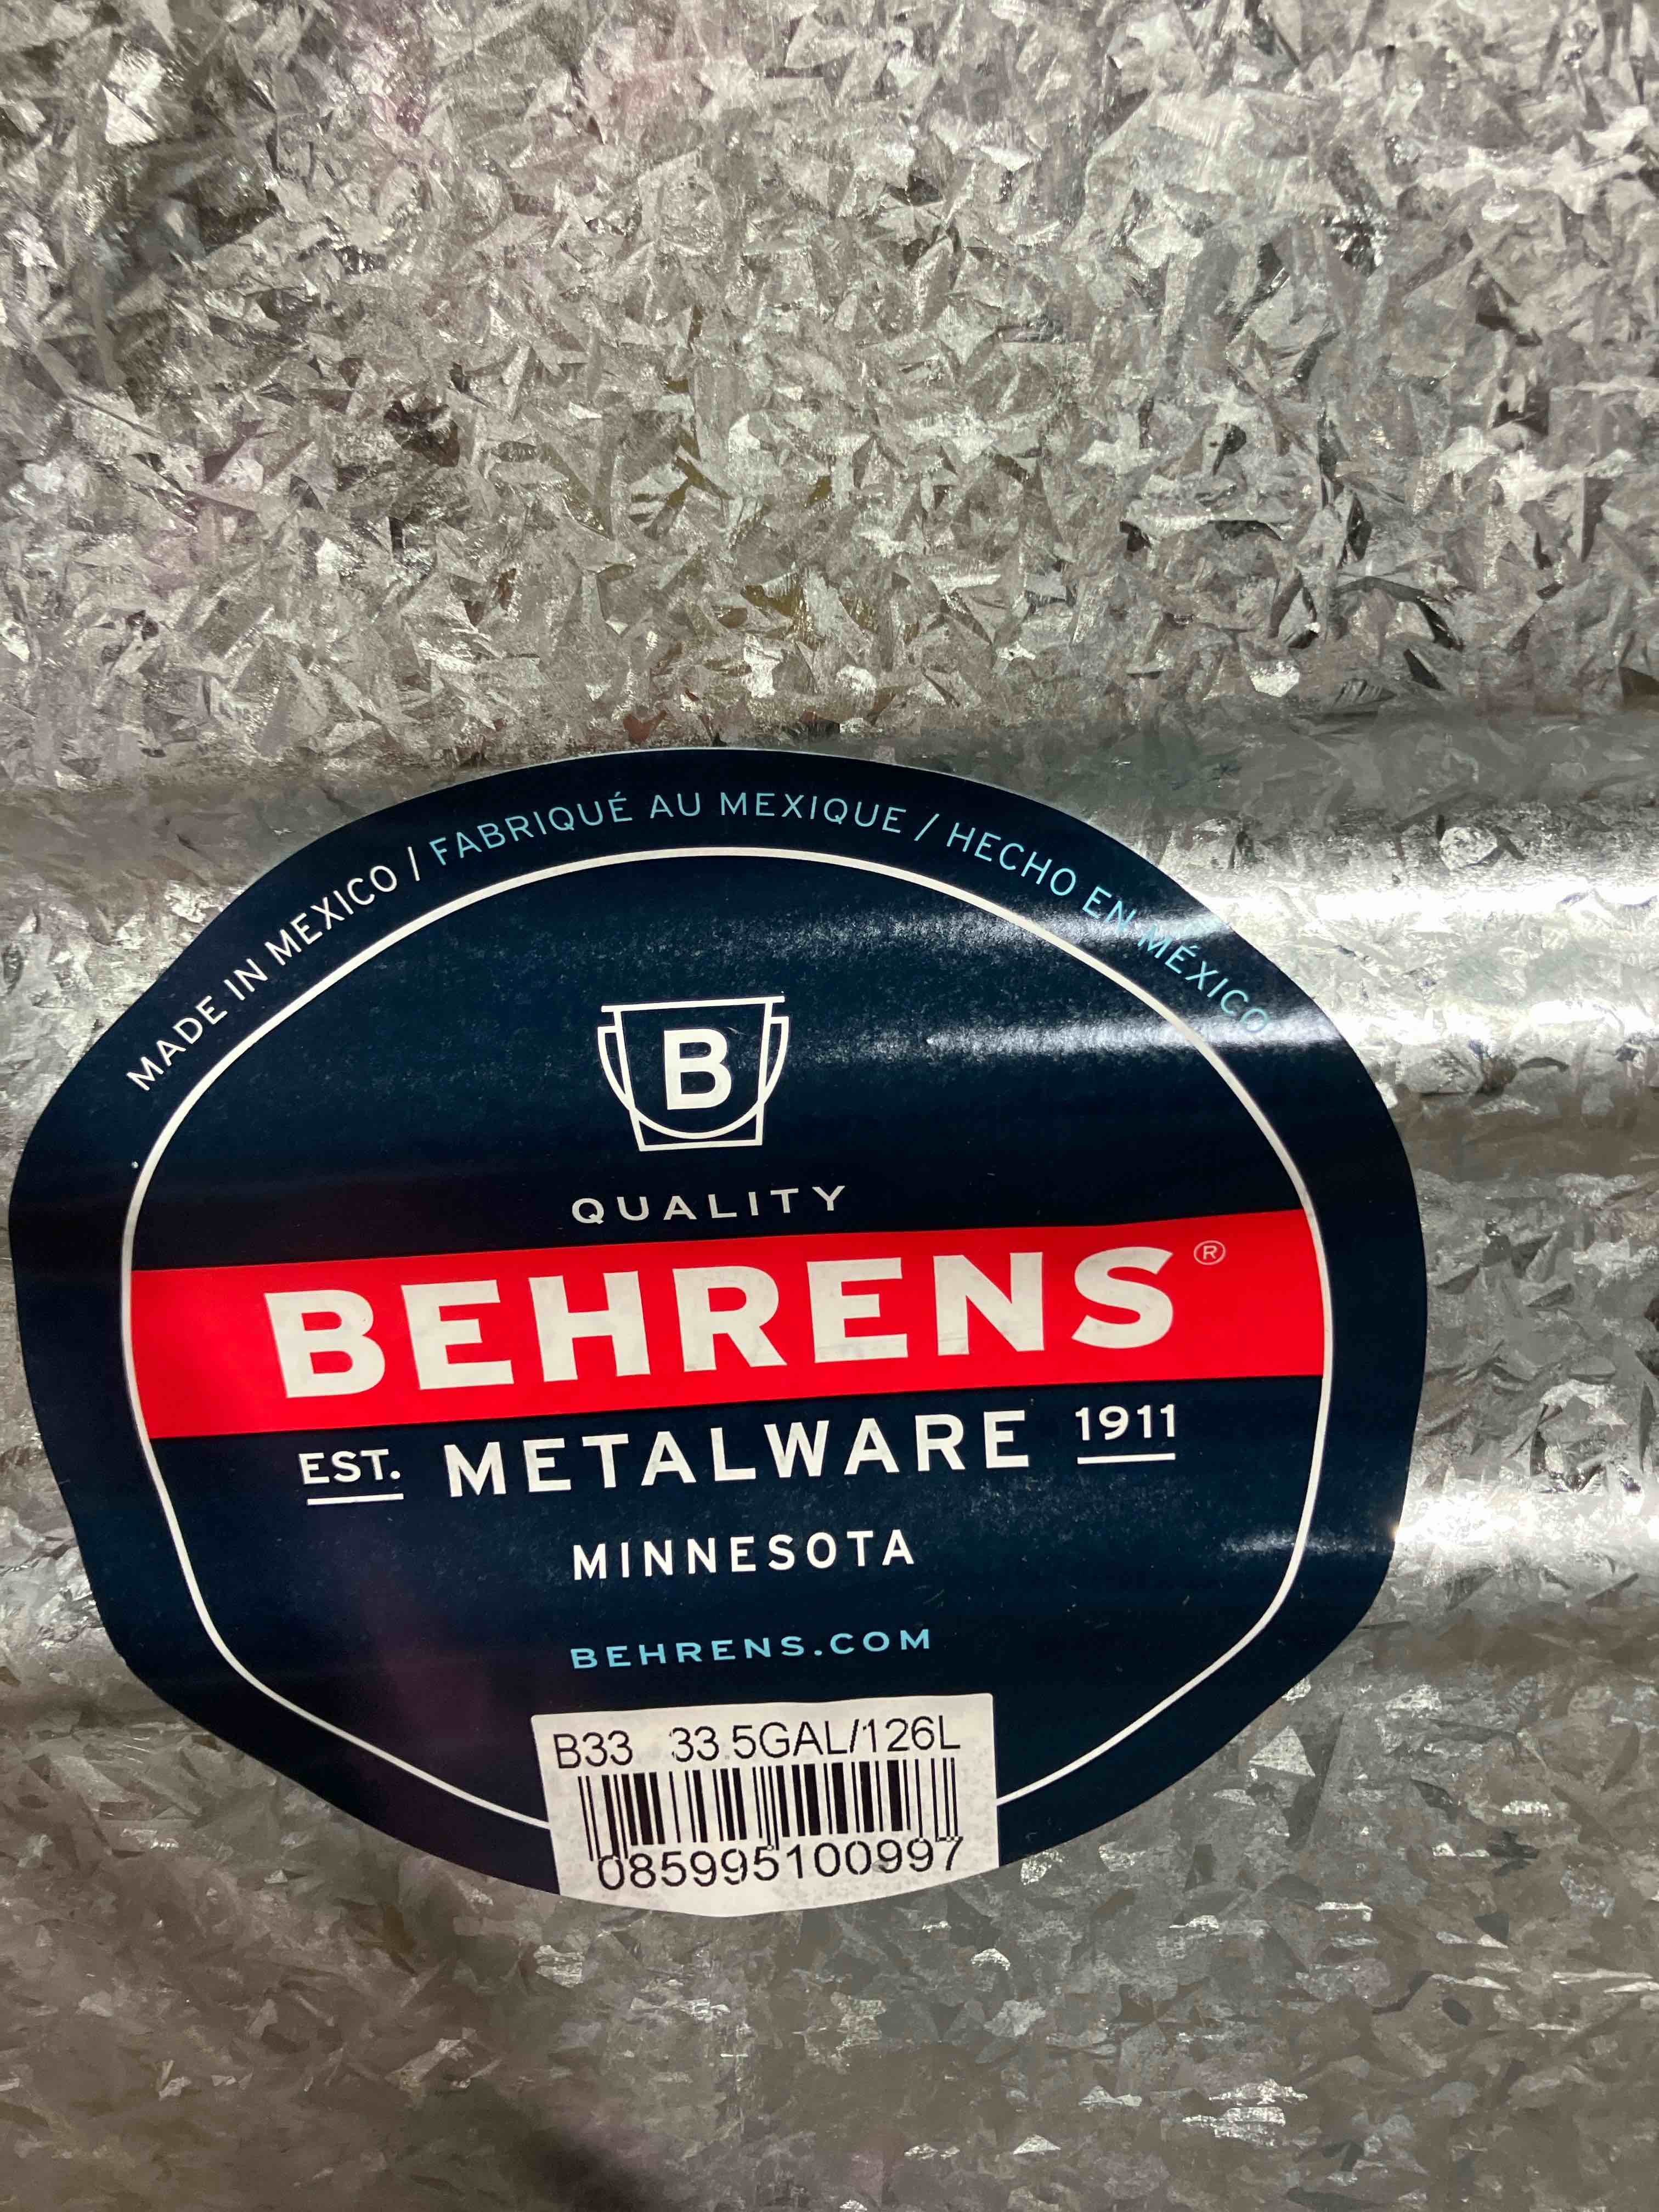 MADE IN MEXICO / FABRIQUÉ AU MEXIQUE / HECHO EN MÉXICO
B
QUALITY
BEHRENS®
EST. METALWARE 1911
MINNESOTA
BEHRENS.COM
B33 33.5GAL/126L
085995100997